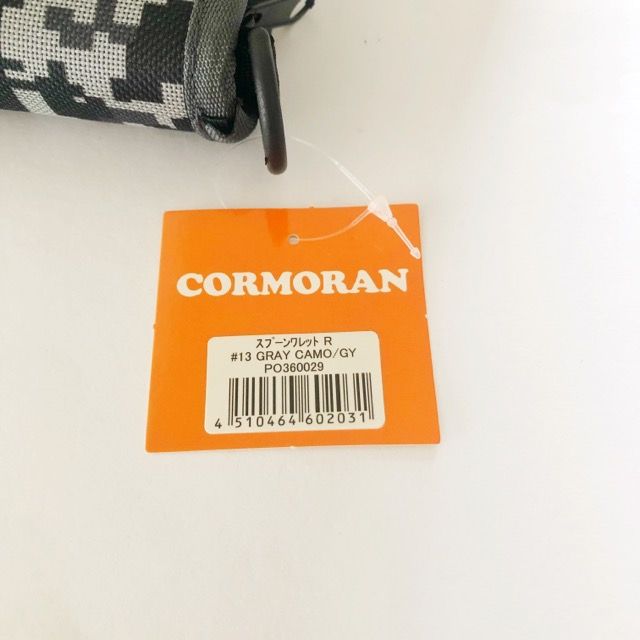 CORMORAN
ｽﾌﾟｰﾝﾜﾚｯﾄ R
#13 GRAY CAMO/GY
PO360029
4 510464 602031